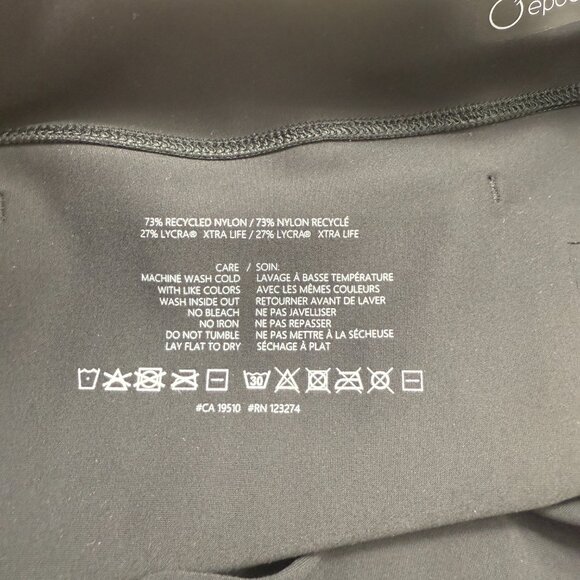 73% RECYCLED NYLON / 73% NYLON RECYCLÉ
27% LYCRA® XTRA LIFE / 27% LYCRA® XTRA LIFE
CARE / SOIN:
MACHINE WASH COLD LAVAGE À BASSE TEMPÉRATURE
WITH LIKE COLORS AVEC LES MÊMES COULEURS
WASH INSIDE OUT RETOURNER AVANT DE LAVER
NO BLEACH NE PAS JAVELLISER
NO IRON NE PAS REPASSER
DO NOT TUMBLE NE PAS METTRE À LA SÉCHEUSE
LAY FLAT TO DRY SÉCHAGE À PLAT
30
#CA 19510 #RN 123274